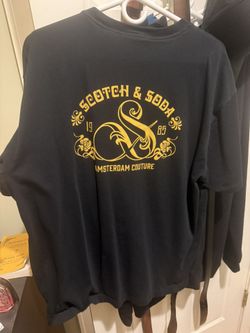 SCOTCH & SODA
19 85
S
AMSTERDAM COUTURE